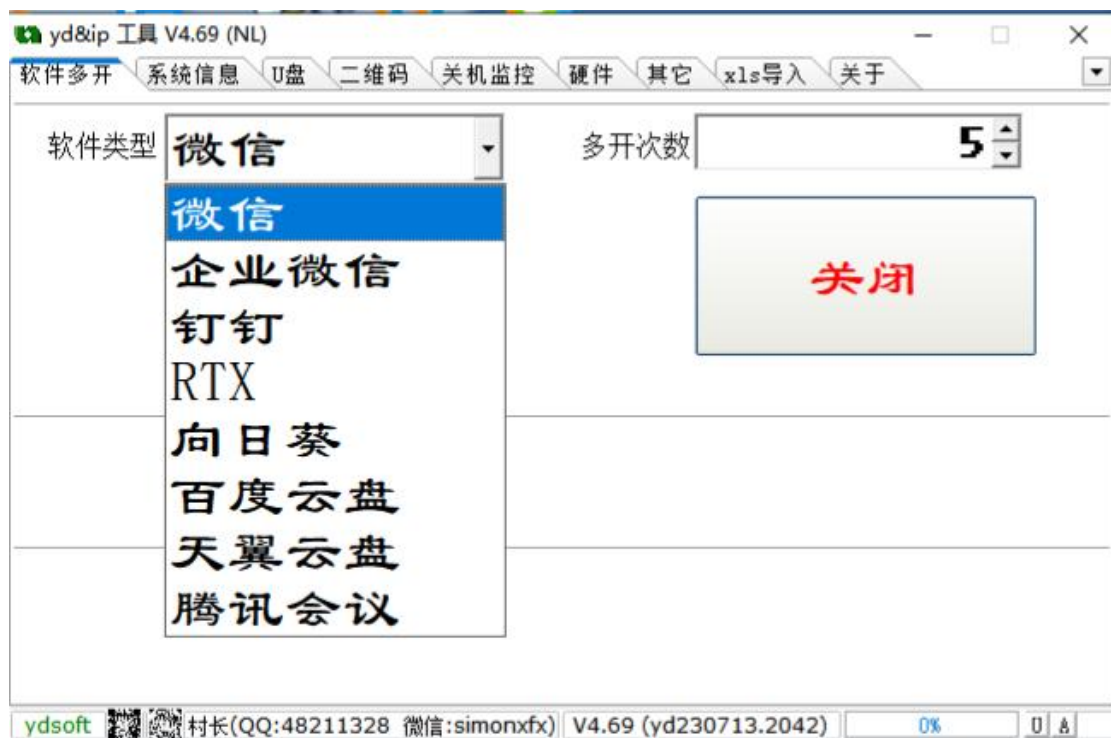 yd&ip 工具 V4.69 (NL)
软件多开 系统信息 U盘 二维码 关机监控 硬件 其它 xls导入 关于
软件类型 微信 多开次数 5
微信
企业微信
钉钉
RTX
向日葵
百度云盘
天翼云盘
腾讯会议
关闭
ydsoft 村长(QQ:48211328 微信:simonxfx) V4.69 (yd230713.2042) 0% U A